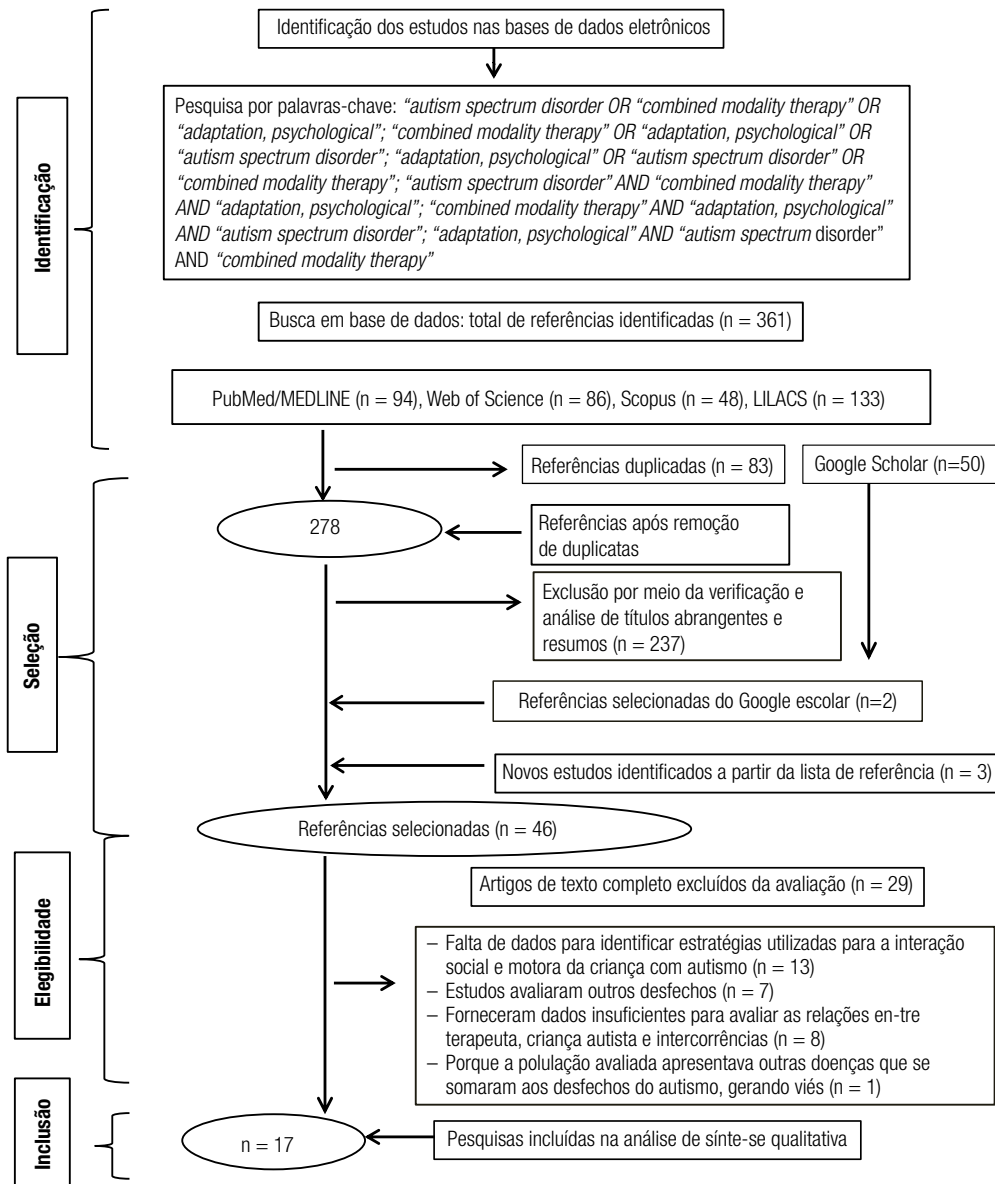 Identificação dos estudos nas bases de dados eletrônicos
Identificação
Pesquisa por palavras-chave: “autism spectrum disorder OR “combined modality therapy” OR
“adaptation, psychological”; “combined modality therapy” OR “adaptation, psychological” OR
“autism spectrum disorder”; “adaptation, psychological” OR “autism spectrum disorder” OR
“combined modality therapy”; “autism spectrum disorder” AND “combined modality therapy”
AND “adaptation, psychological”; “combined modality therapy” AND “adaptation, psychological”
AND “autism spectrum disorder”; “adaptation, psychological” AND “autism spectrum disorder”
AND “combined modality therapy”
Busca em base de dados: total de referências identificadas (n = 361)
PubMed/MEDLINE (n = 94), Web of Science (n = 86), Scopus (n = 48), LILACS (n = 133)
Seleção
Referências duplicadas (n = 83)
Google Scholar (n=50)
278
Referências após remoção
de duplicatas
Exclusão por meio da verificação e
análise de títulos abrangentes e
resumos (n = 237)
Referências selecionadas do Google escolar (n=2)
Novos estudos identificados a partir da lista de referência (n = 3)
Referências selecionadas (n = 46)
Elegibilidade
Artigos de texto completo excluídos da avaliação (n = 29)
– Falta de dados para identificar estratégias utilizadas para a interação
social e motora da criança com autismo (n = 13)
– Estudos avaliaram outros desfechos (n = 7)
– Forneceram dados insuficientes para avaliar as relações en-tre
terapeuta, criança autista e intercorrências (n = 8)
– Porque a polulação avaliada apresentava outras doenças que se
somaram aos desfechos do autismo, gerando viés (n = 1)
Inclusão
n = 17
Pesquisas incluídas na análise de sínte-se qualitativa